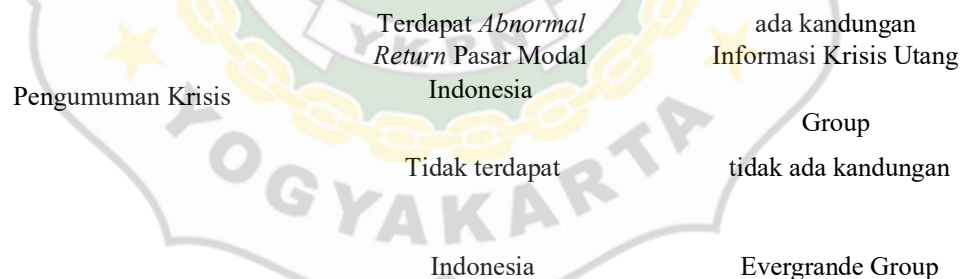 Terdapat Abnormal
Return Pasar Modal
Indonesia
ada kandungan
Informasi Krisis Utang
Group
Pengumuman Krisis
Tidak terdapat
tidak ada kandungan
Indonesia
Evergrande Group
YOGYAKARTA